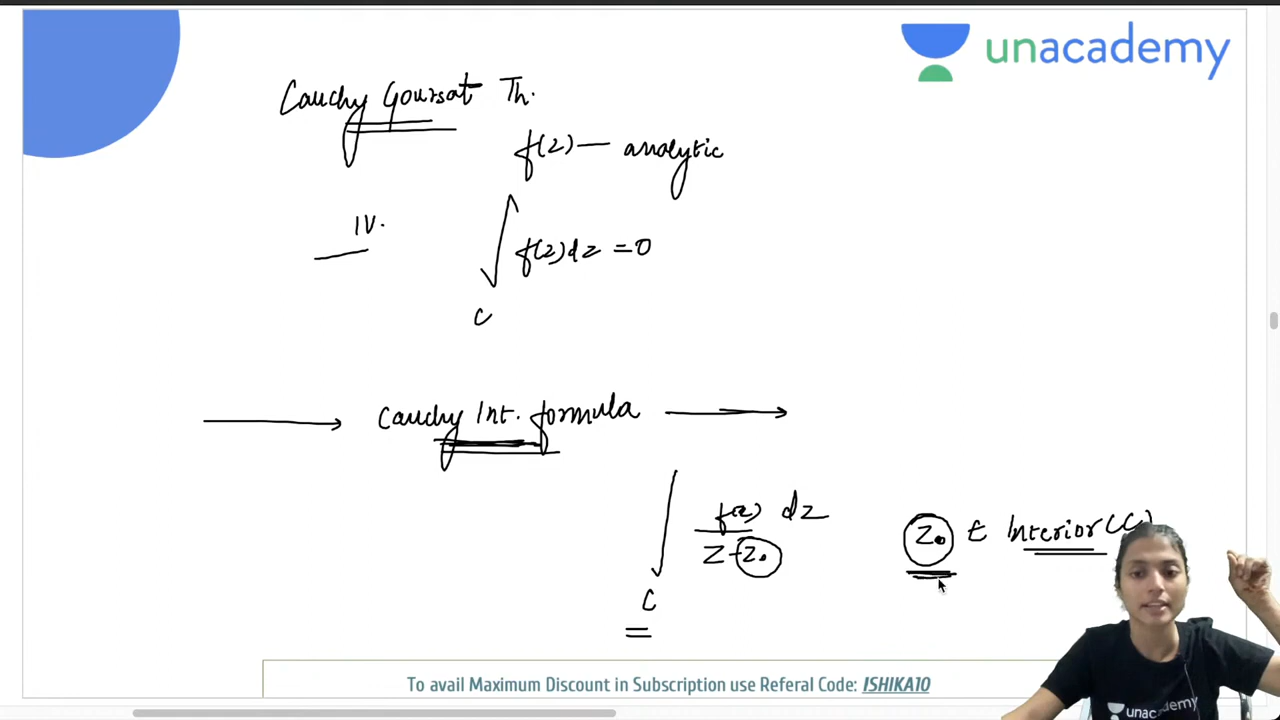 unacademy
Cauchy Goursat Th.
f(z) — analytic
IV.
∫ f(z)dz = 0
C
Cauchy Int. formula
∫ f(z) dz / z - z₀
z₀ ∈ Interior (C)
C
unacademy
To avail Maximum Discount in Subscription use Referal Code: ISHIKA10